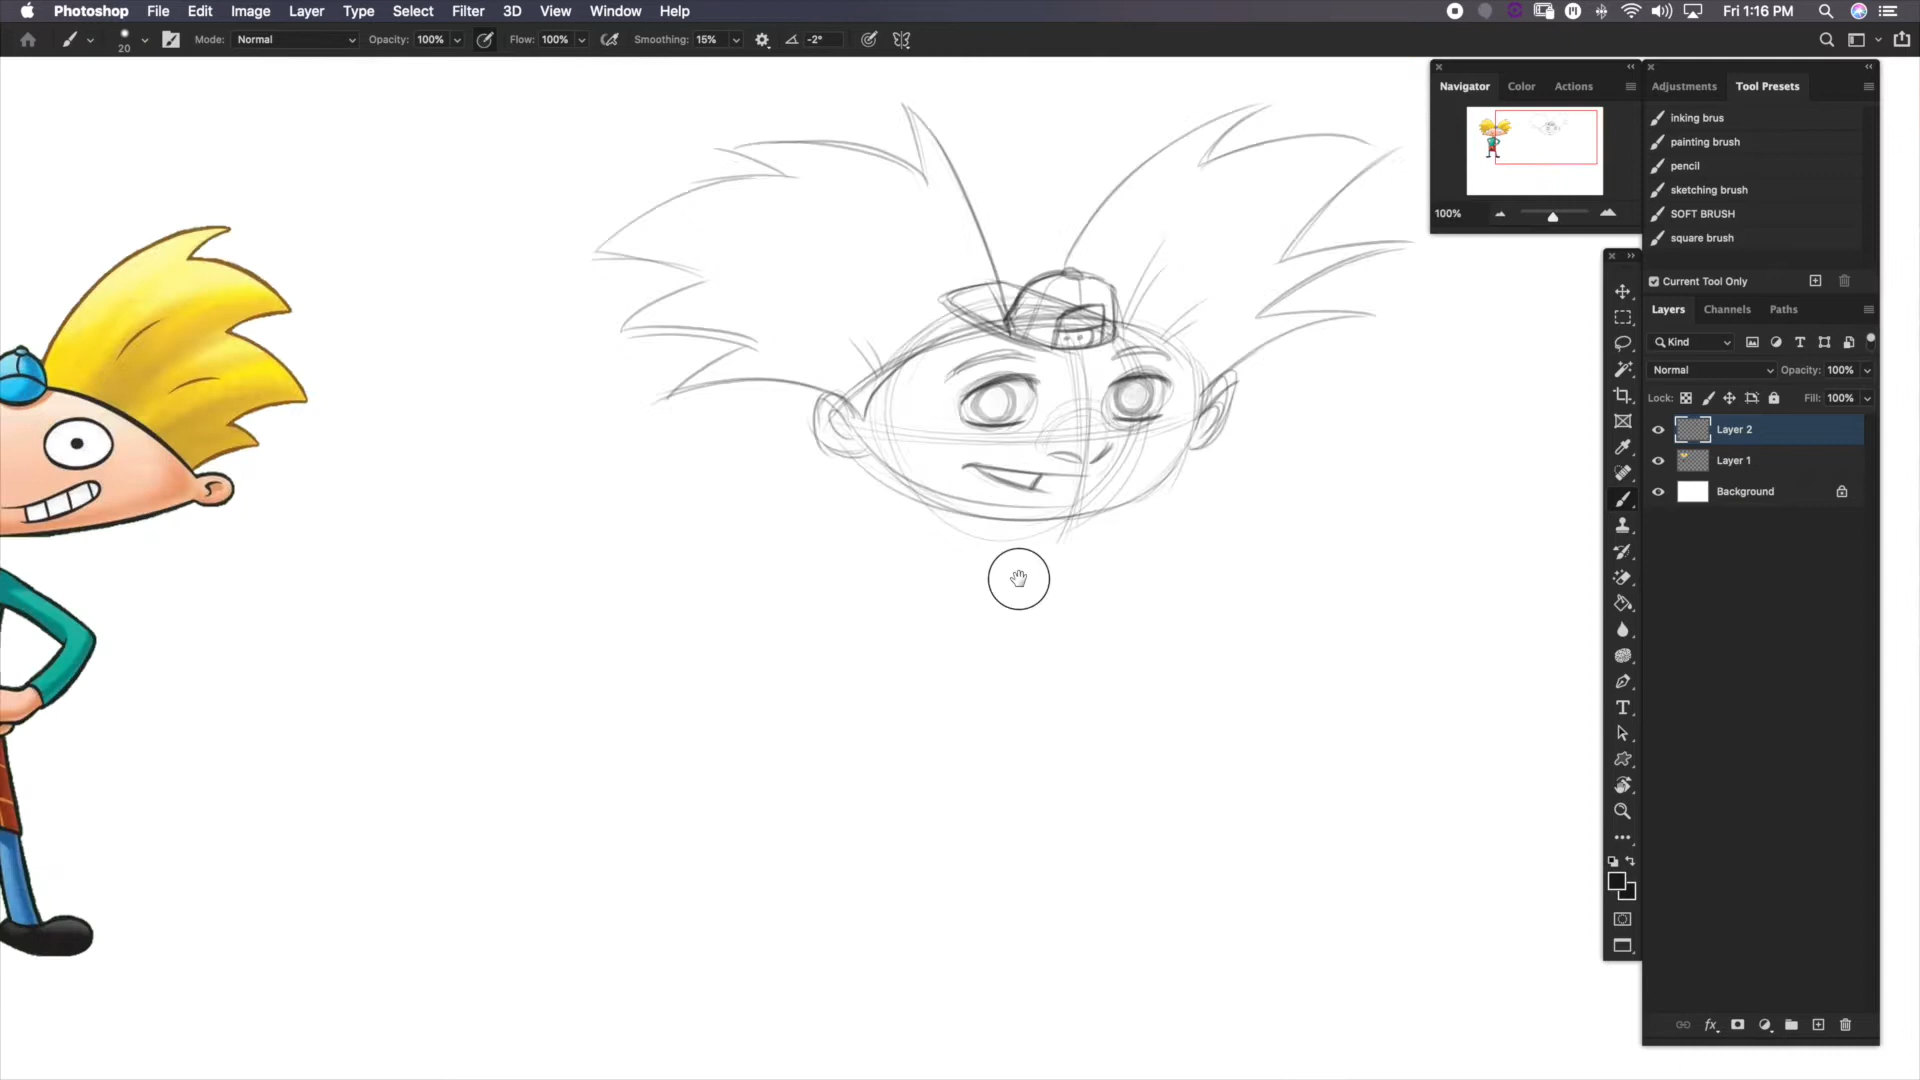 Photoshop File Edit Image Layer Type Select Filter 3D View Window Help Fri 1:16 PM
20 Mode: Normal Opacity: 100% Flow: 100% Smoothing: 15% -2°
Navigator Color Actions
100%
Adjustments Tool Presets
inking brus
painting brush
pencil
sketching brush
SOFT BRUSH
square brush
Current Tool Only
Layers Channels Paths
Kind
Normal Opacity: 100%
Lock: Fill: 100%
Layer 2
Layer 1
Background